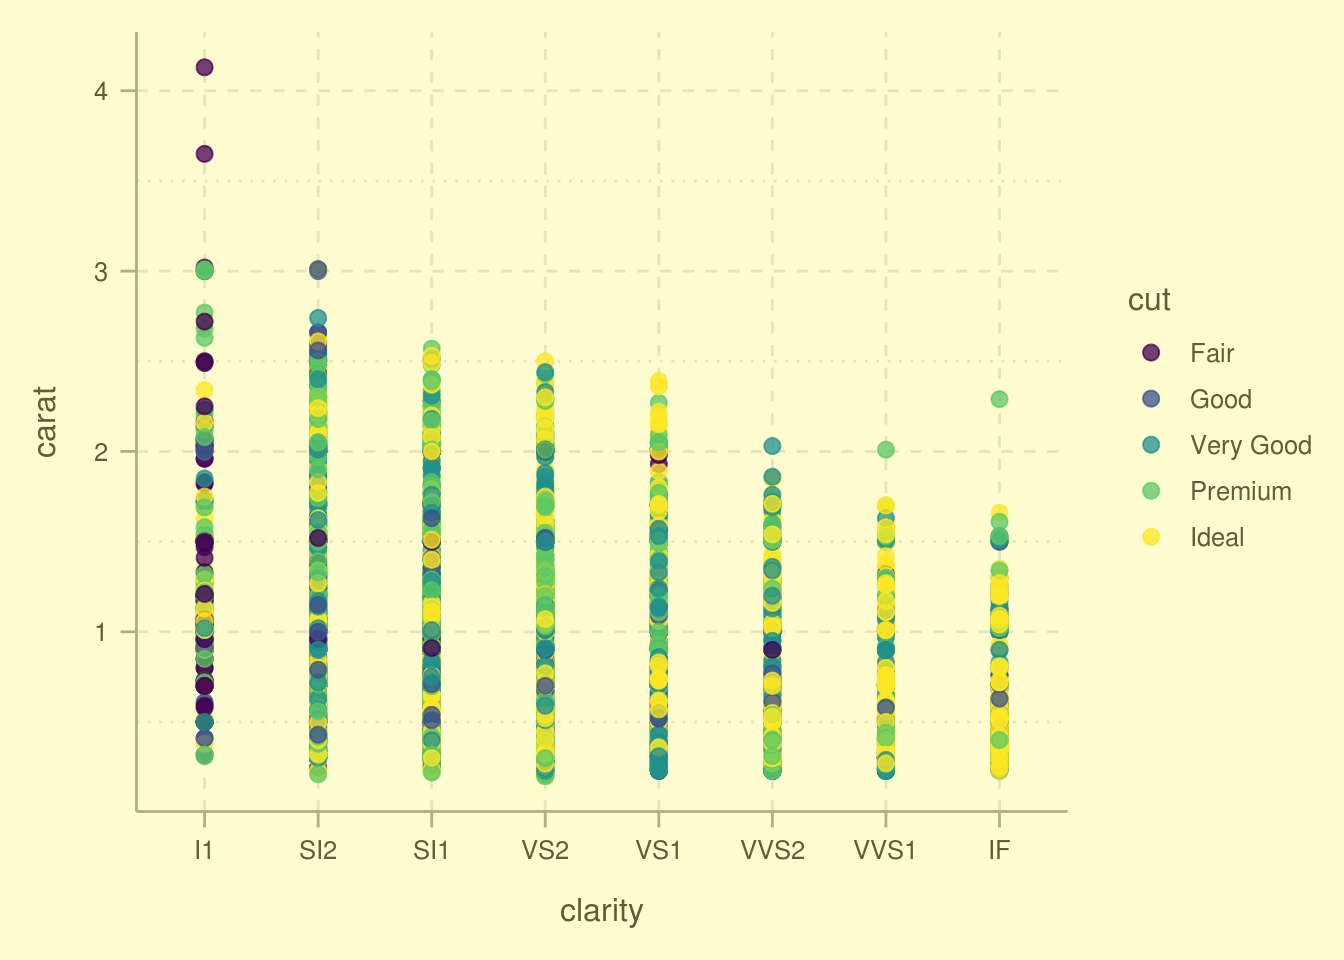 4
3
2
1
carat
I1 SI2 SI1 VS2 VS1 VVS2 VVS1 IF
clarity
cut
Fair
Good
Very Good
Premium
Ideal